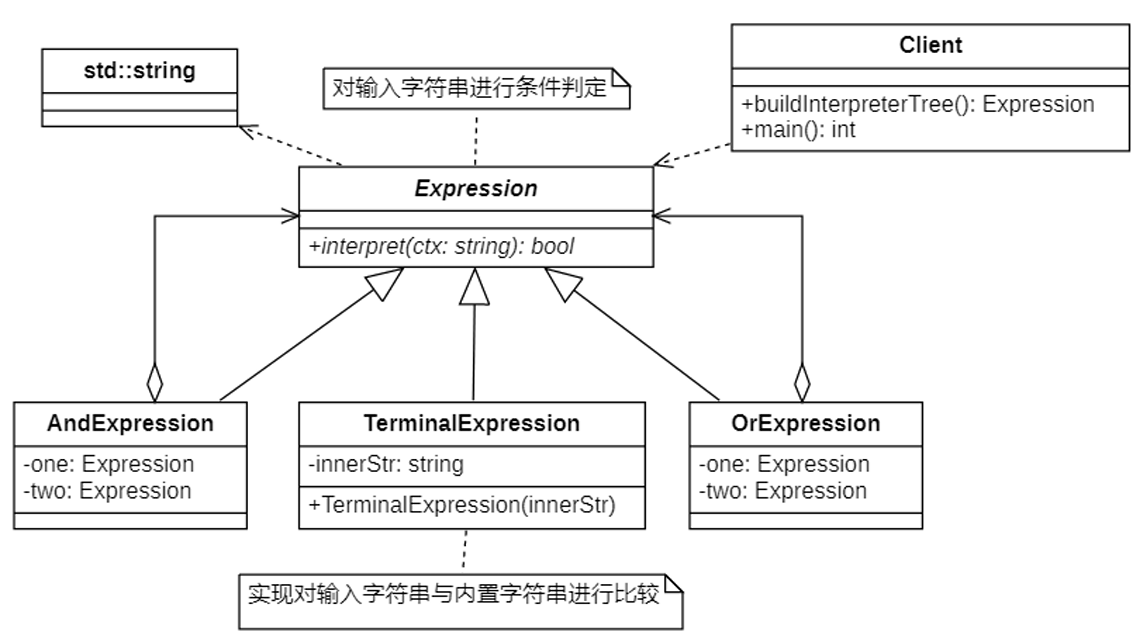 std::string
对输入字符串进行条件判定
Client
+buildInterpreterTree(): Expression
+main(): int
Expression
+interpret(ctx: string): bool
AndExpression
-one: Expression
-two: Expression
TerminalExpression
-innerStr: string
+TerminalExpression(innerStr)
OrExpression
-one: Expression
-two: Expression
实现对输入字符串与内置字符串进行比较